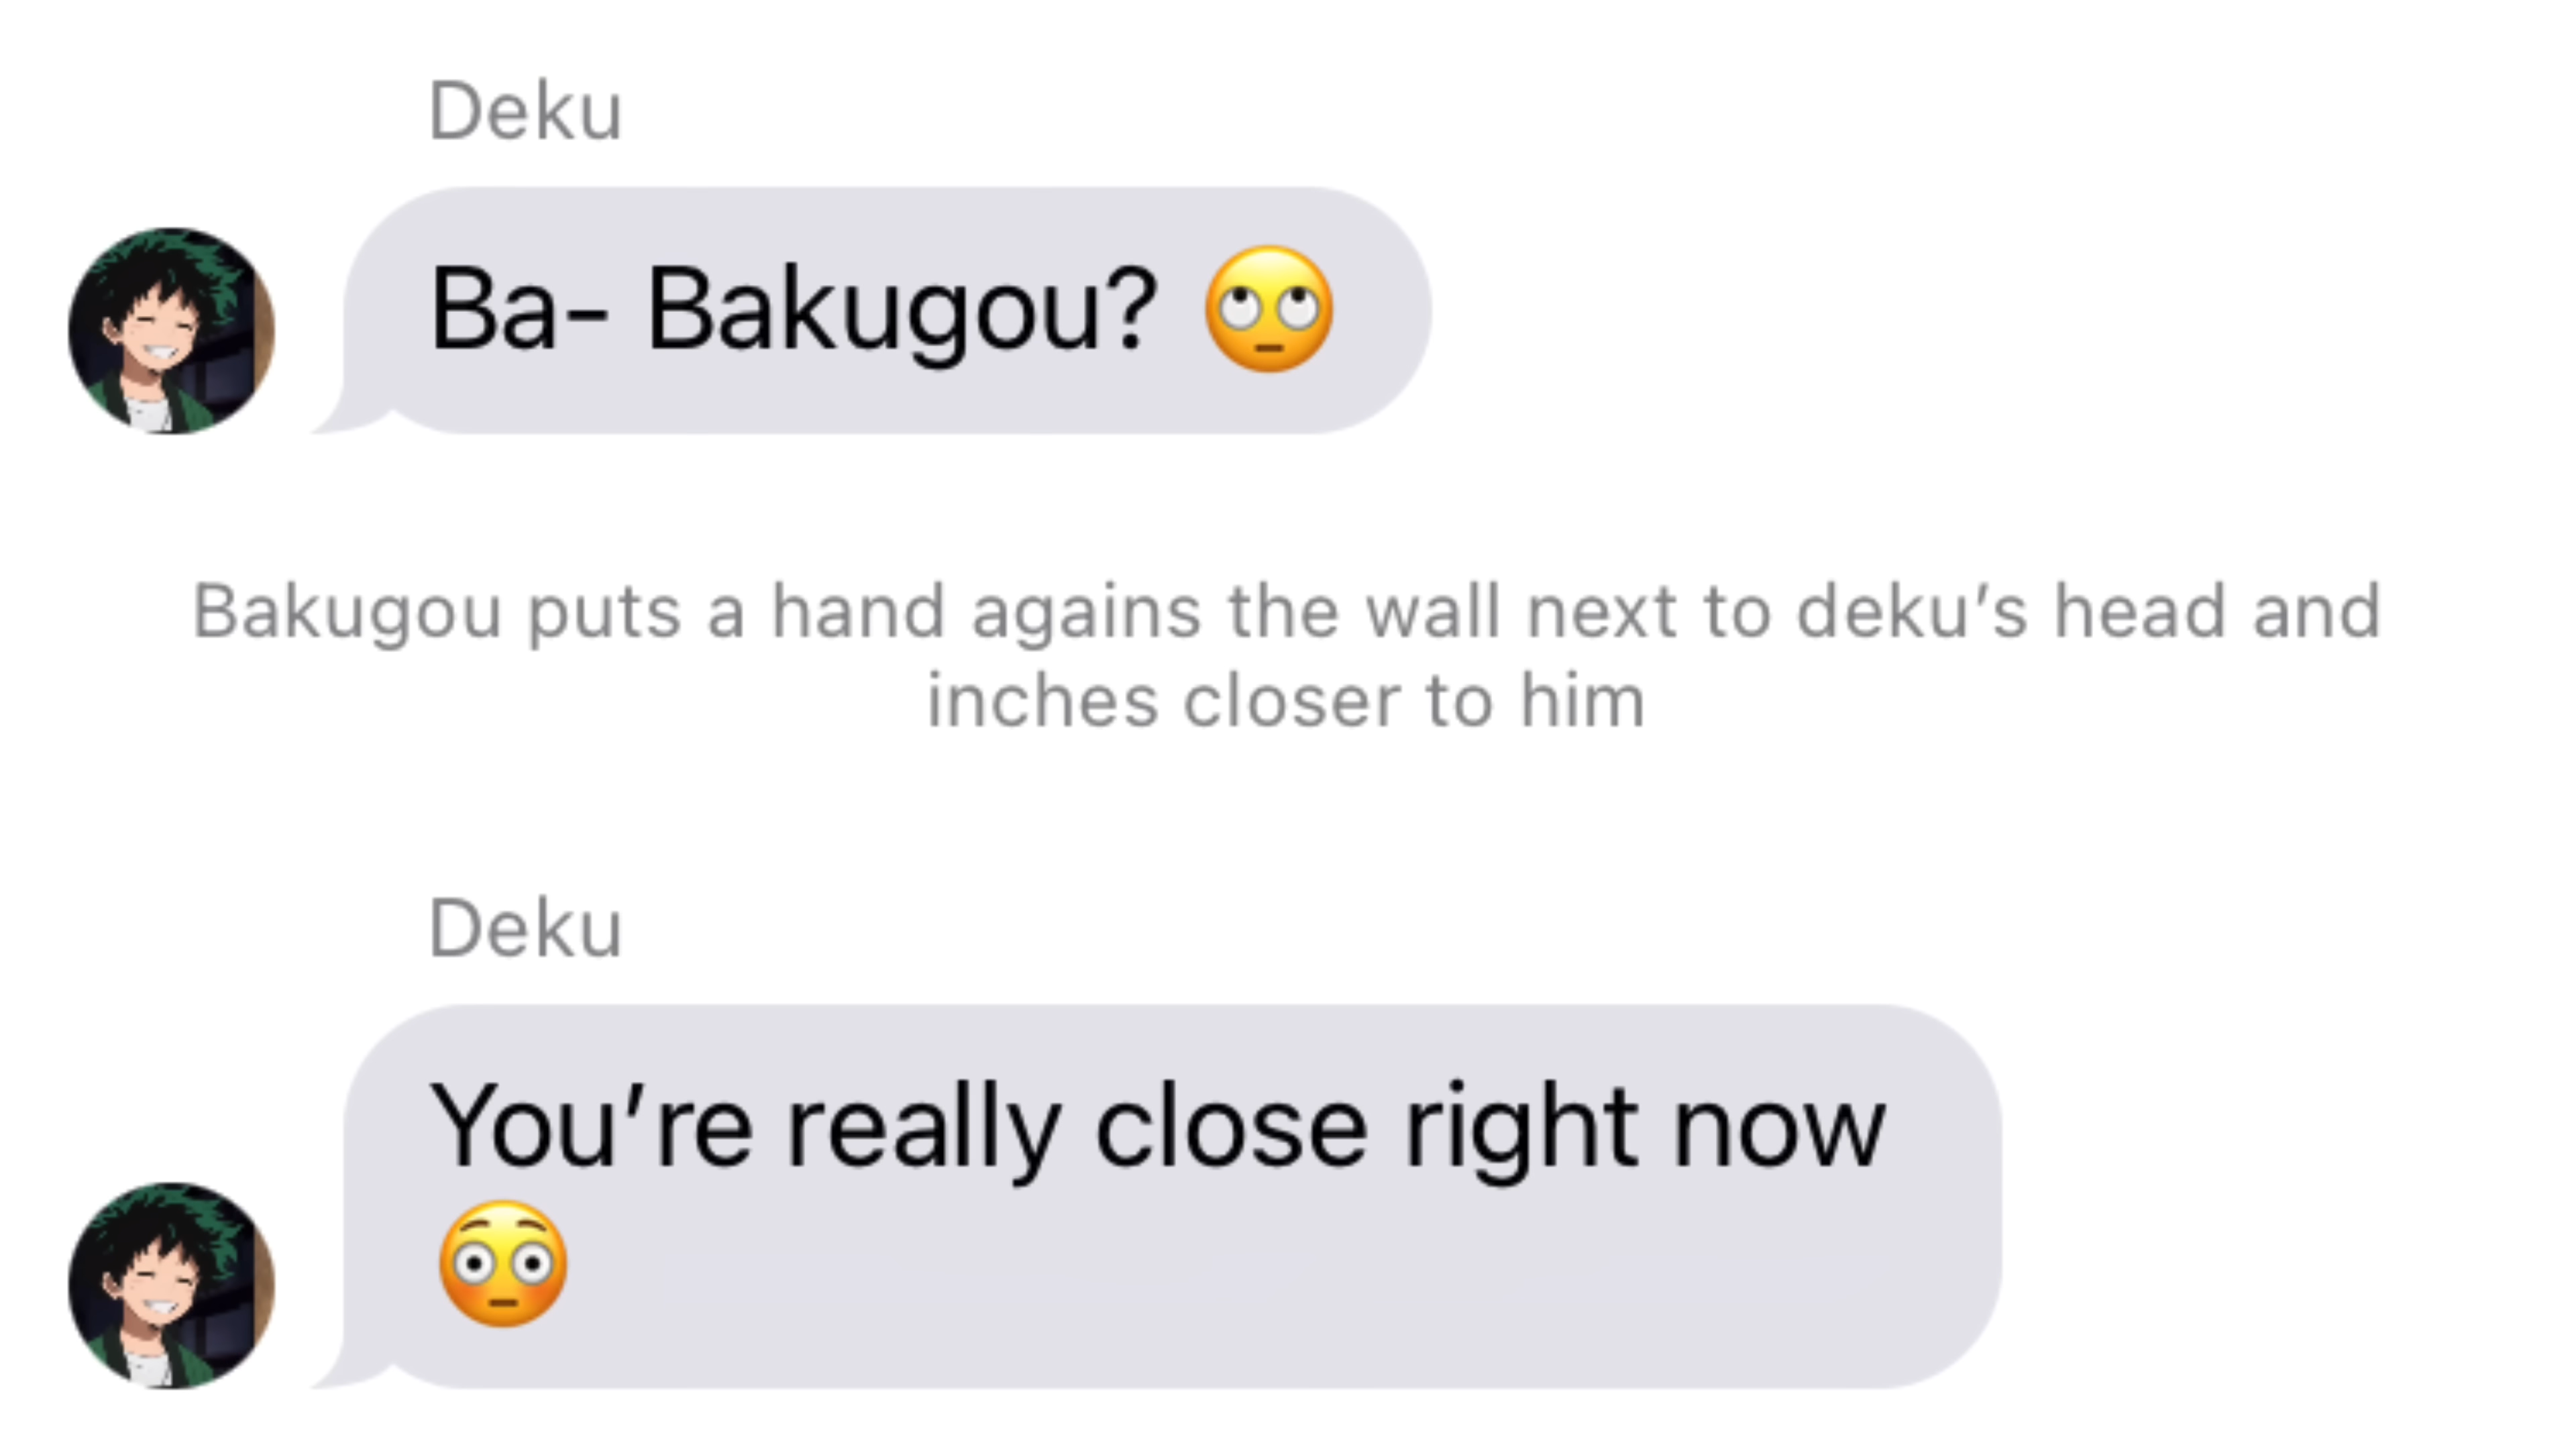 Deku
Ba- Bakugou? 🙄
Bakugou puts a hand agains the wall next to deku’s head and
inches closer to him
Deku
You’re really close right now
😳